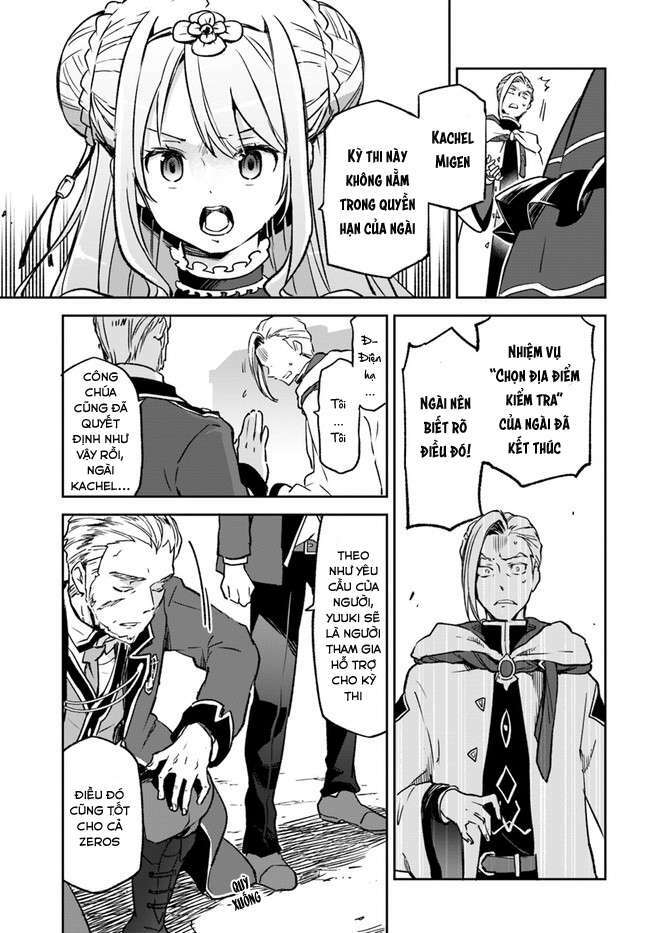 KACHEL
MIGEN
KỲ THI NÀY
KHÔNG NẰM
TRONG QUYỀN
HẠN CỦA NGÀI
NHIỆM VỤ
“CHỌN ĐỊA ĐIỂM
KIỂM TRA”
CỦA NGÀI ĐÃ
KẾT THÚC
NGÀI NÊN
BIẾT RÕ
ĐIỀU ĐÓ!
Đ-
Điện
hạ
...
Tôi
...
Tôi
CÔNG
CHÚA
CŨNG ĐÃ
QUYẾT
ĐỊNH NHƯ
VẬY RỒI,
NGÀI
KACHEL...
THEO
NHƯ YÊU
CẦU CỦA
NGƯỜI,
YUUKI SẼ
LÀ NGƯỜI
THAM GIA
HỖ TRỢ
CHO KỲ
THI
ĐIỀU ĐÓ
CŨNG TỐT
CHO CẢ
ZEROS
QUỲ
XUỐNG